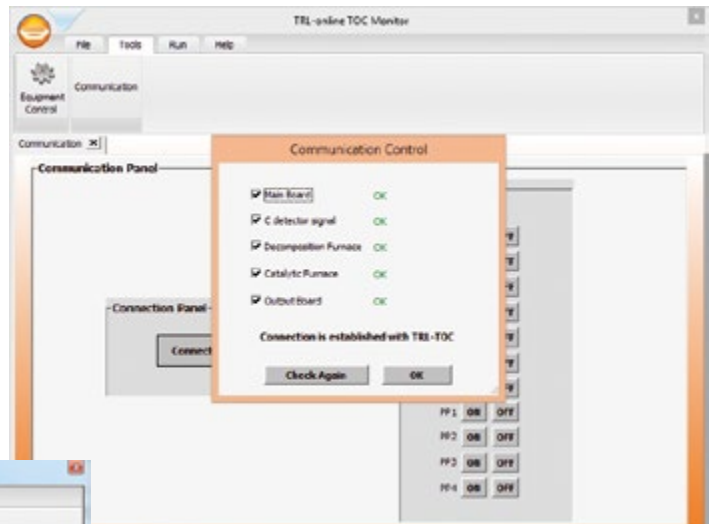 TRL-online TOC Monitor
File Tools Run Help
Equipment
Control
Communication
Communication
Communication Panel
Communication Control
Main Board OK
C detector signal OK
Decomposition Furnace OK
Catalytic Furnace OK
Output Board OK
Connection is established with TRL-TOC
Check Again OK
Connection Panel
Connect
PP1 ON OFF
PP2 ON OFF
PP3 ON OFF
PP4 ON OFF